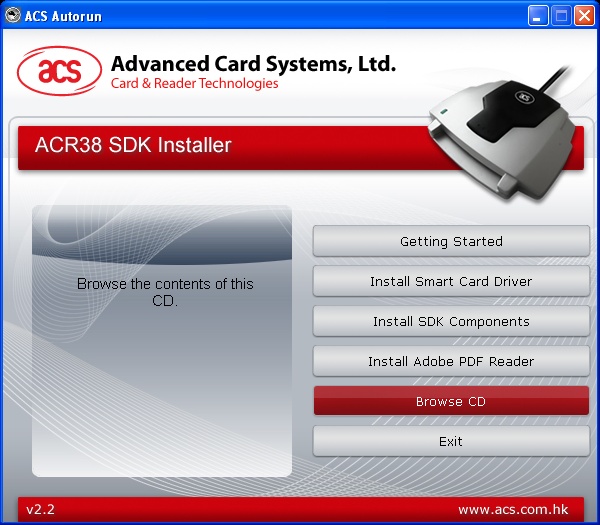 ACS Autorun
acs
Advanced Card Systems, Ltd.
Card & Reader Technologies
acs
ACR38 SDK Installer
Browse the contents of this
CD.
Getting Started
Install Smart Card Driver
Install SDK Components
Install Adobe PDF Reader
Browse CD
Exit
v2.2
www.acs.com.hk